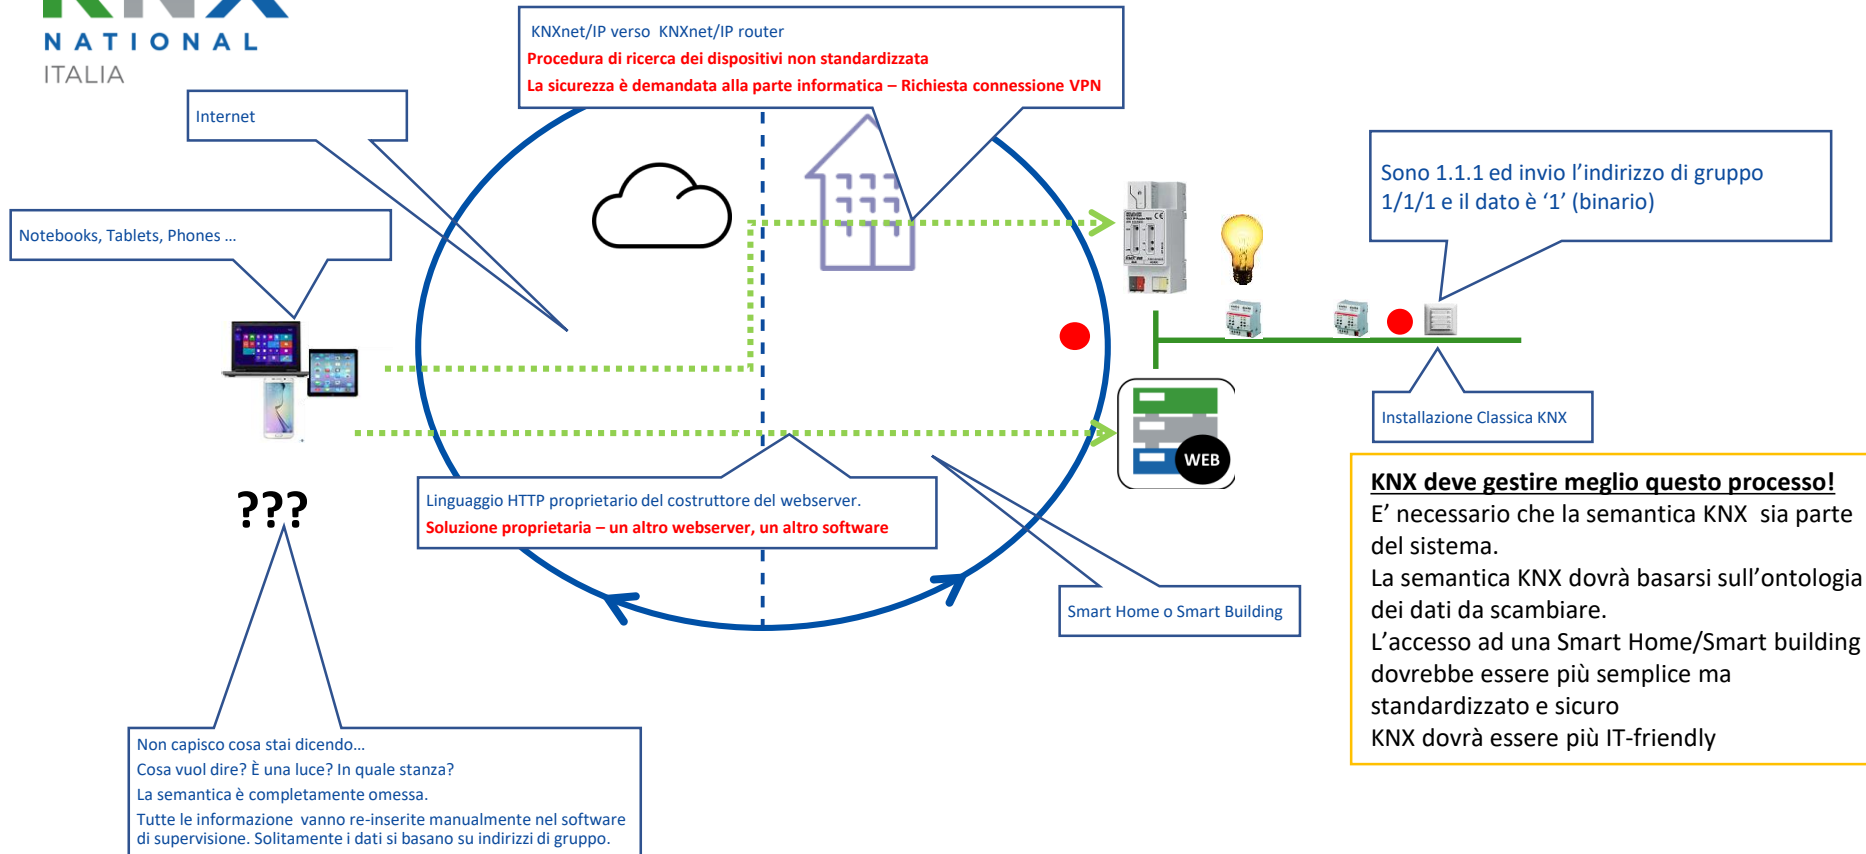 KNX
NATIONAL
ITALIA
KNXnet/IP verso KNXnet/IP router
Procedura di ricerca dei dispositivi non standardizzata
La sicurezza è demandata alla parte informatica – Richiesta connessione VPN
Internet
Notebooks, Tablets, Phones …
Sono 1.1.1 ed invio l’indirizzo di gruppo
1/1/1 e il dato è ‘1’ (binario)
Installazione Classica KNX
WEB
Linguaggio HTTP proprietario del costruttore del webserver.
Soluzione proprietaria – un altro webserver, un altro software
???
Smart Home o Smart Building
KNX deve gestire meglio questo processo!
E’ necessario che la semantica KNX sia parte
del sistema.
La semantica KNX dovrà basarsi sull’ontologia
dei dati da scambiare.
L’accesso ad una Smart Home/Smart building
dovrebbe essere più semplice ma
standardizzato e sicuro
KNX dovrà essere più IT-friendly
Non capisco cosa stai dicendo…
Cosa vuol dire? È una luce? In quale stanza?
La semantica è completamente omessa.
Tutte le informazione vanno re-inserite manualmente nel software
di supervisione. Solitamente i dati si basano su indirizzi di gruppo.